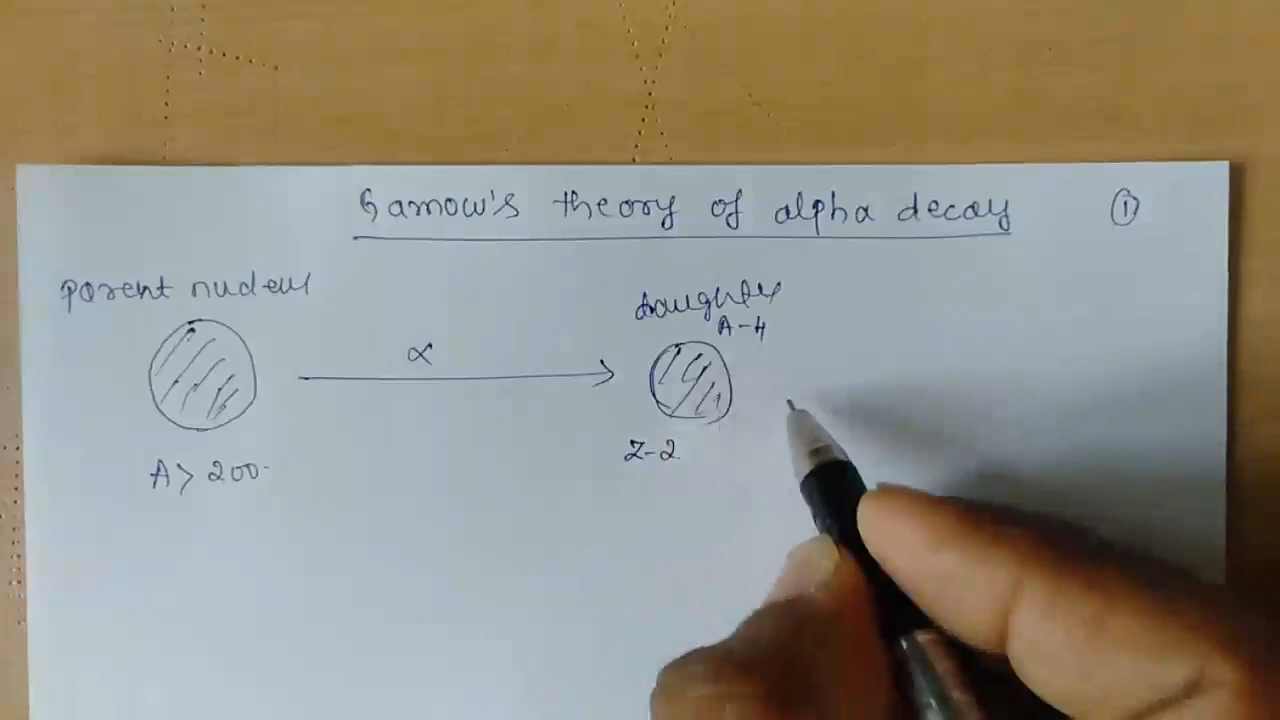 Gamow's theory of alpha decay ①
parent nucleus
daughter
A-4
α
Z-2
A > 200